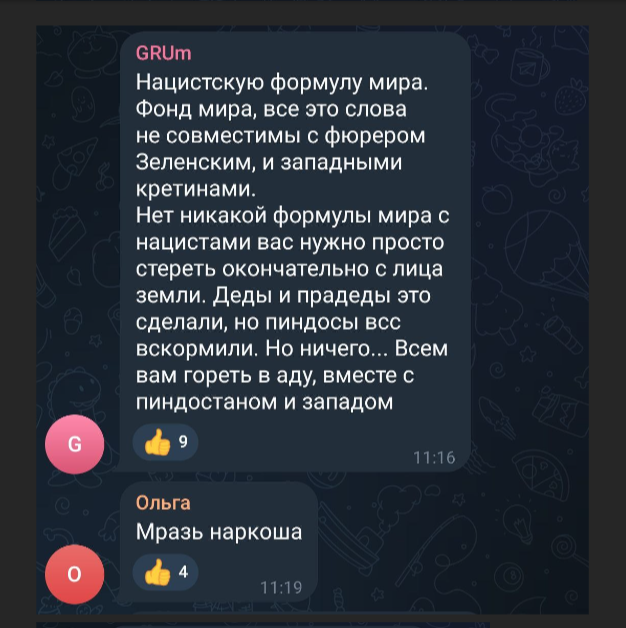 GRUm
Нацистскую формулу мира.
Фонд мира, все это слова
не совместимы с фюрером
Зеленским, и западными
кретинами.
Нет никакой формулы мира с
нацистами вас нужно просто
стереть окончательно с лица
земли. Деды и прадеды это
сделали, но пиндосы всс
вскормили. Но ничего... Всем
вам гореть в аду, вместе с
пиндостаном и западом
G
9
11:16
Ольга
Мразь наркоша
O
4
11:19